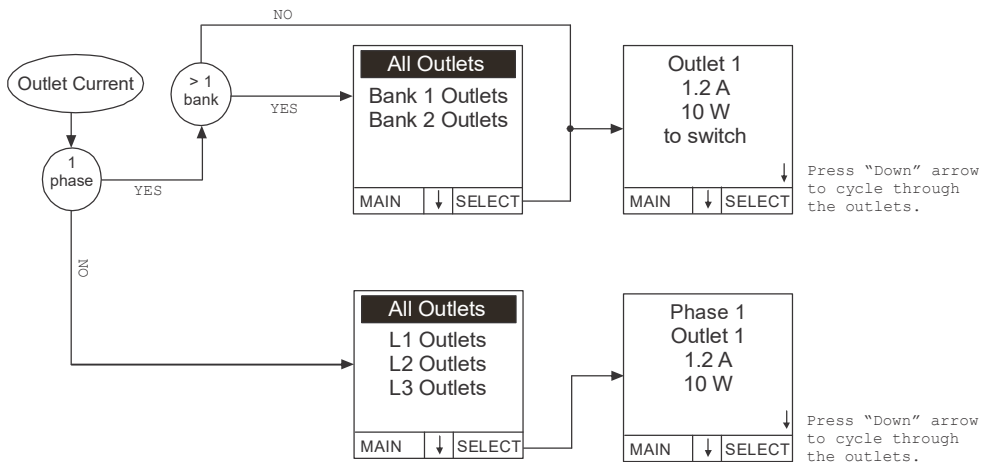 NO
Outlet Current
> 1
bank
YES
All Outlets
Bank 1 Outlets
Bank 2 Outlets
MAIN ↓ SELECT
Outlet 1
1.2 A
10 W
to switch
↓
MAIN ↓ SELECT
Press “Down” arrow
to cycle through
the outlets.
1
phase
YES
NO
All Outlets
L1 Outlets
L2 Outlets
L3 Outlets
MAIN ↓ SELECT
Phase 1
Outlet 1
1.2 A
10 W
↓
MAIN ↓ SELECT
Press “Down” arrow
to cycle through
the outlets.